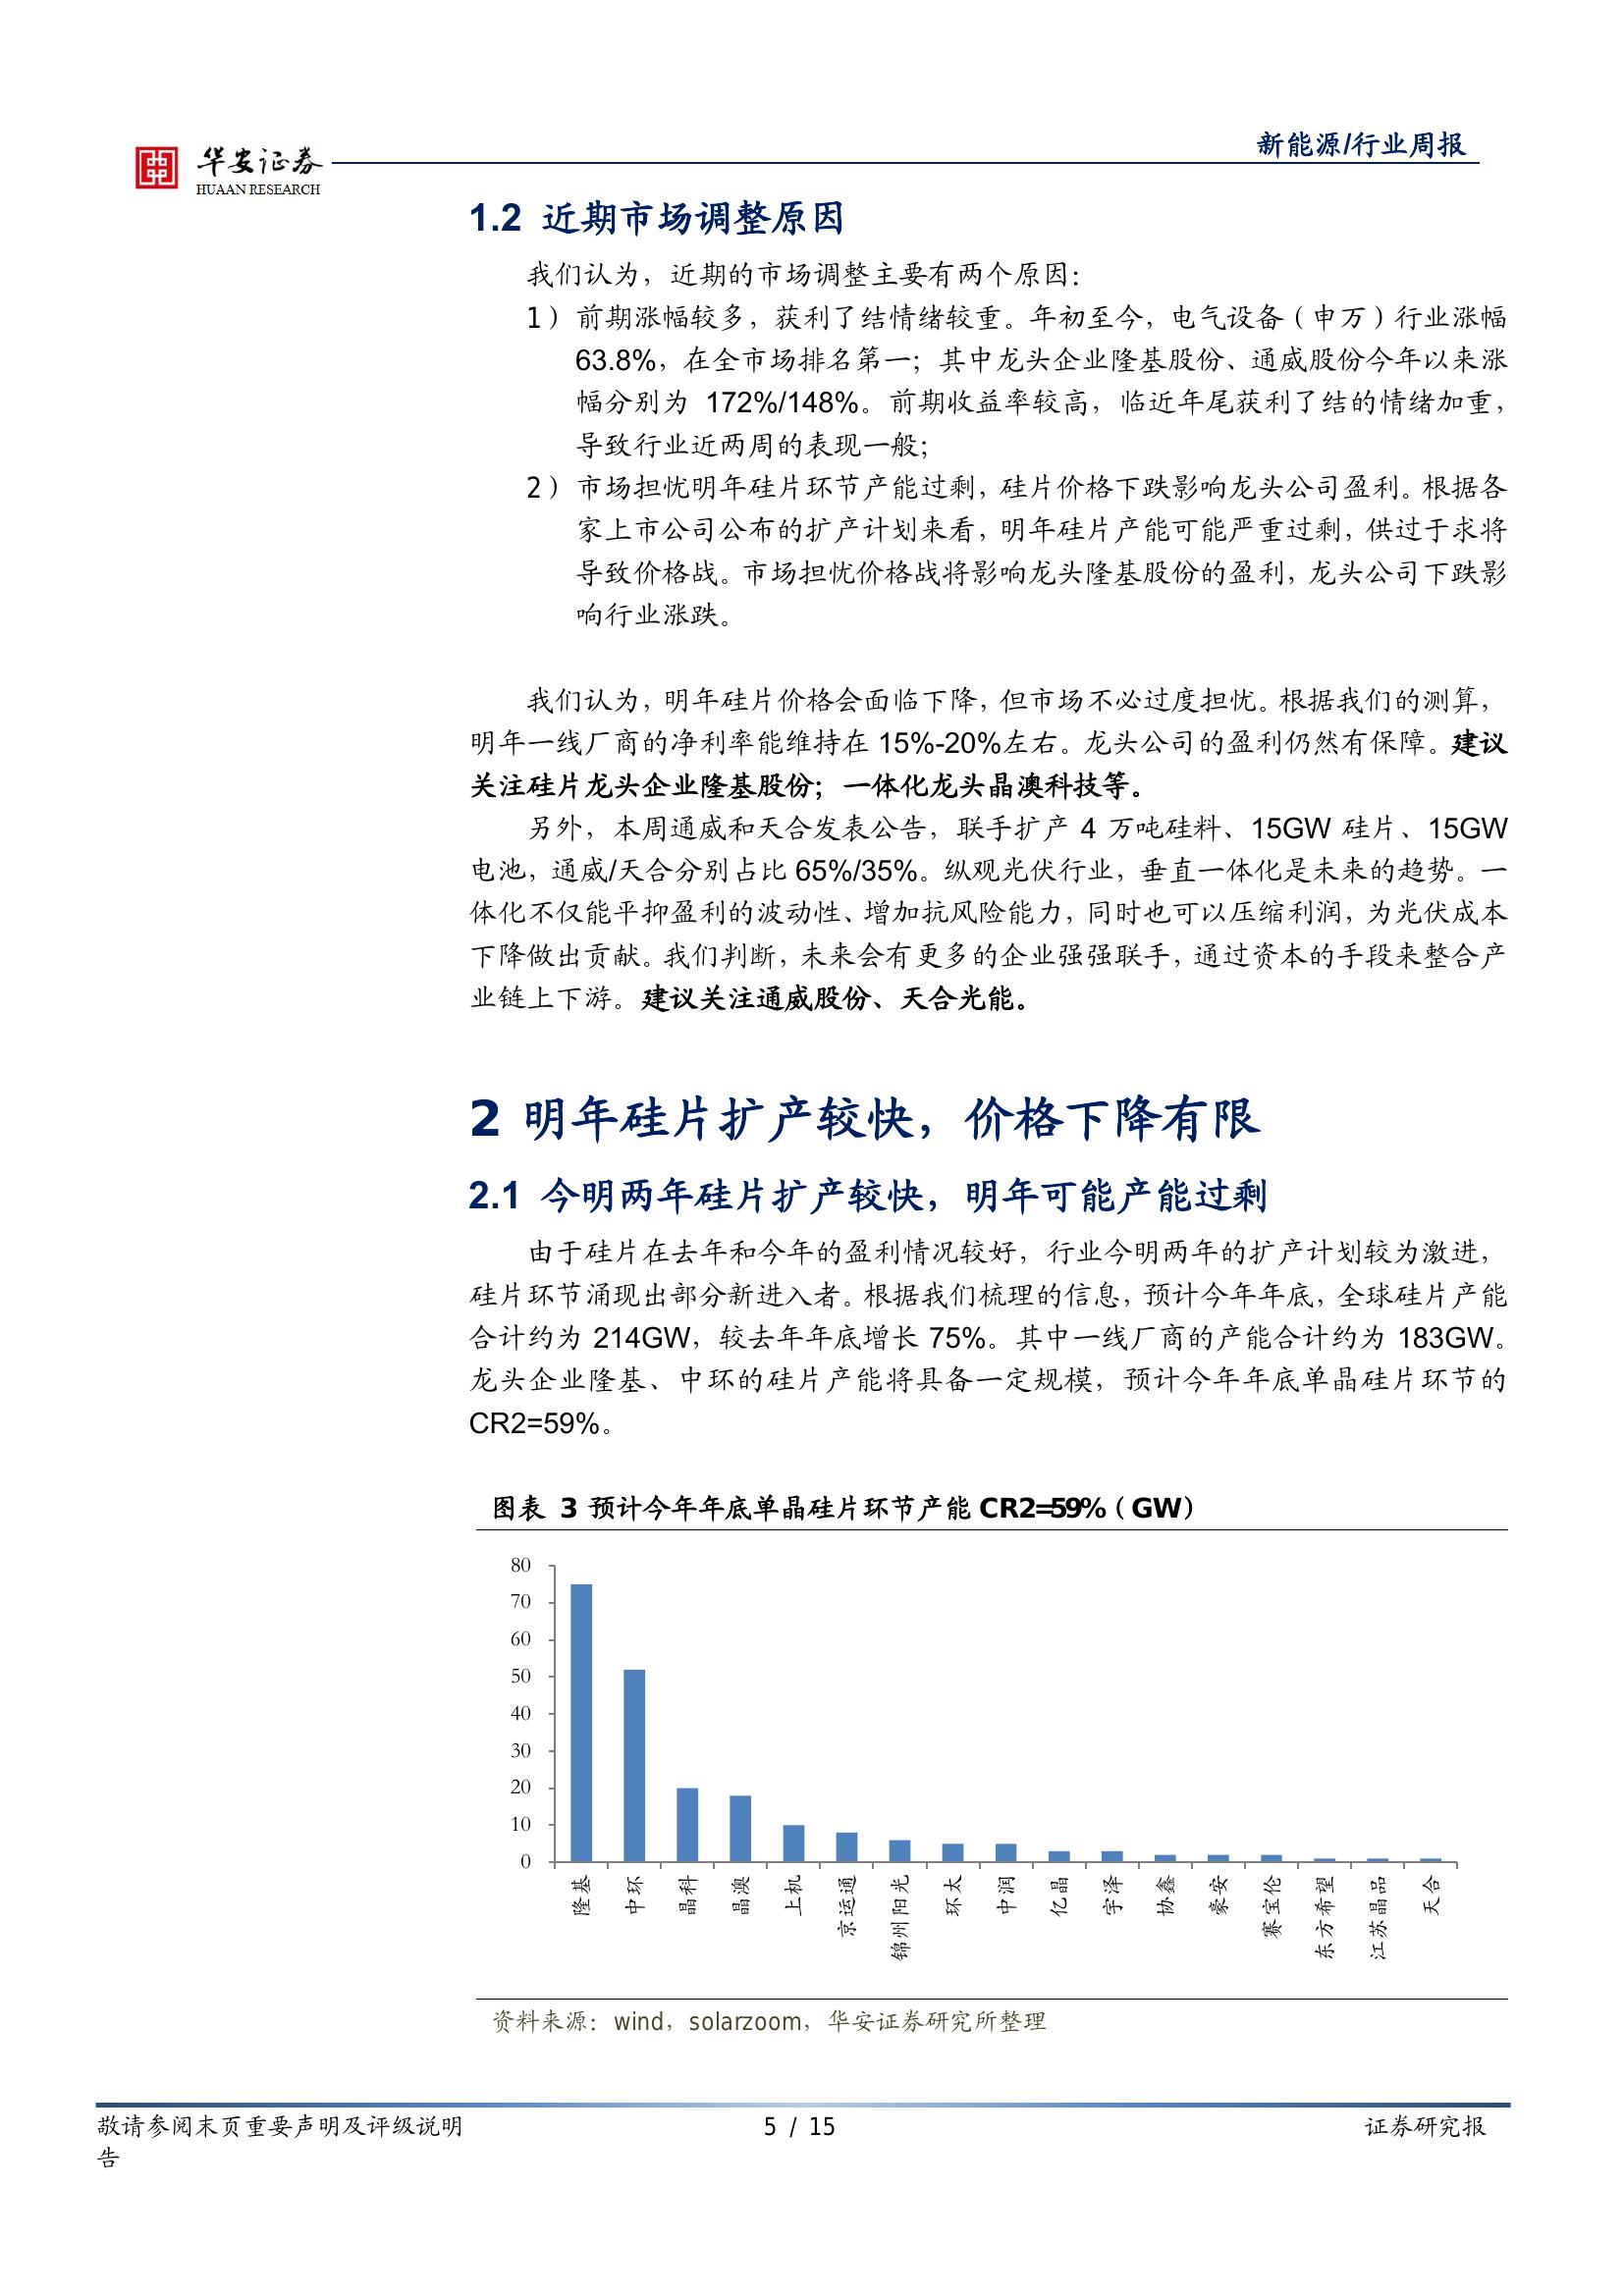 华安证券
HUAAN RESEARCH
新能源/行业周报
1.2 近期市场调整原因
我们认为，近期的市场调整主要有两个原因：
1） 前期涨幅较多，获利了结情绪较重。年初至今，电气设备（申万）行业涨幅
63.8%，在全市场排名第一；其中龙头企业隆基股份、通威股份今年以来涨
幅分别为 172%/148%。前期收益率较高，临近年尾获利了结的情绪加重，
导致行业近两周的表现一般；
2） 市场担忧明年硅片环节产能过剩，硅片价格下跌影响龙头公司盈利。根据各
家上市公司公布的扩产计划来看，明年硅片产能可能严重过剩，供过于求将
导致价格战。市场担忧价格战将影响龙头隆基股份的盈利，龙头公司下跌影
响行业涨跌。
我们认为，明年硅片价格会面临下降，但市场不必过度担忧。根据我们的测算，
明年一线厂商的净利率能维持在 15%-20%左右。龙头公司的盈利仍然有保障。建议
关注硅片龙头企业隆基股份；一体化龙头晶澳科技等。
另外，本周通威和天合发表公告，联手扩产 4 万吨硅料、15GW 硅片、15GW
电池，通威/天合分别占比 65%/35%。纵观光伏行业，垂直一体化是未来的趋势。一
体化不仅能平抑盈利的波动性、增加抗风险能力，同时也可以压缩利润，为光伏成本
下降做出贡献。我们判断，未来会有更多的企业强强联手，通过资本的手段来整合产
业链上下游。建议关注通威股份、天合光能。
2 明年硅片扩产较快，价格下降有限
2.1 今明两年硅片扩产较快，明年可能产能过剩
由于硅片在去年和今年的盈利情况较好，行业今明两年的扩产计划较为激进，
硅片环节涌现出部分新进入者。根据我们梳理的信息，预计今年年底，全球硅片产能
合计约为 214GW，较去年年底增长 75%。其中一线厂商的产能合计约为 183GW。
龙头企业隆基、中环的硅片产能将具备一定规模，预计今年年底单晶硅片环节的
CR2=59%。
图表 3 预计今年年底单晶硅片环节产能 CR2=59%（GW）
80
70
60
50
40
30
20
10
0
隆基
中环
晶科
晶澳
上机
京运通
锦州阳光
环太
中润
亿晶
宇泽
协鑫
豪安
赛宝伦
东方希望
江苏晶品
天合
资料来源：wind，solarzoom，华安证券研究所整理
敬请参阅末页重要声明及评级说明
5 / 15
证券研究报
告